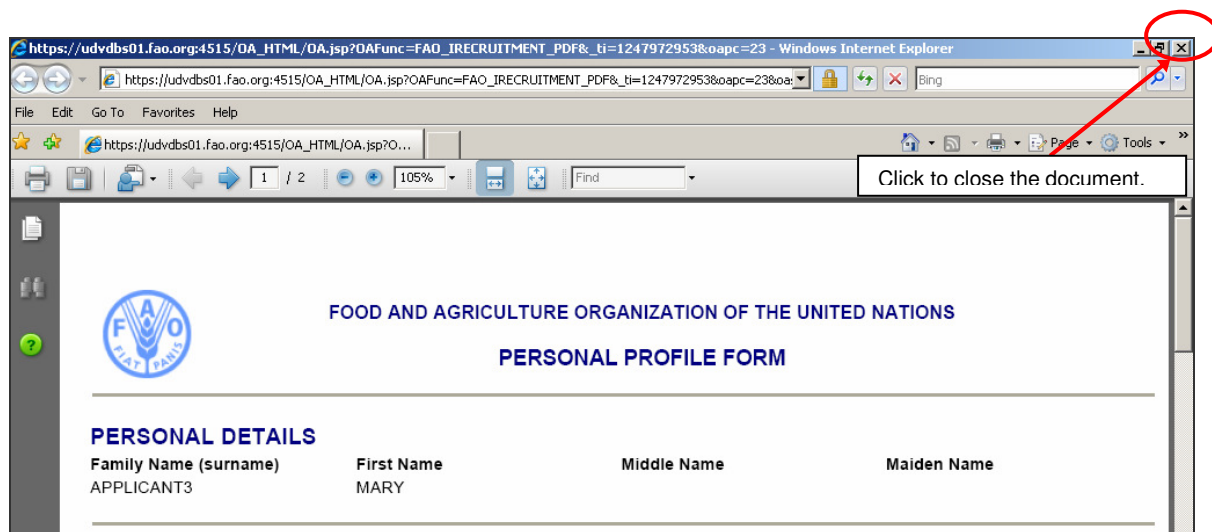 https://udvdbs01.fao.org:4515/OA_HTML/OA.jsp?OAFunc=FAO_IRECRUITMENT_PDF&_ti=1247972953&oapc=23 - Windows Internet Explorer
https://udvdbs01.fao.org:4515/OA_HTML/OA.jsp?OAFunc=FAO_IRECRUITMENT_PDF&_ti=1247972953&oapc=23&oa: Bing
File Edit Go To Favorites Help
https://udvdbs01.fao.org:4515/OA_HTML/OA.jsp?O... Page Tools »
1 / 2 105% Find
Click to close the document.
FAO
FIAT PANIS
FOOD AND AGRICULTURE ORGANIZATION OF THE UNITED NATIONS
PERSONAL PROFILE FORM
PERSONAL DETAILS
Family Name (surname) First Name Middle Name Maiden Name
APPLICANT3 MARY